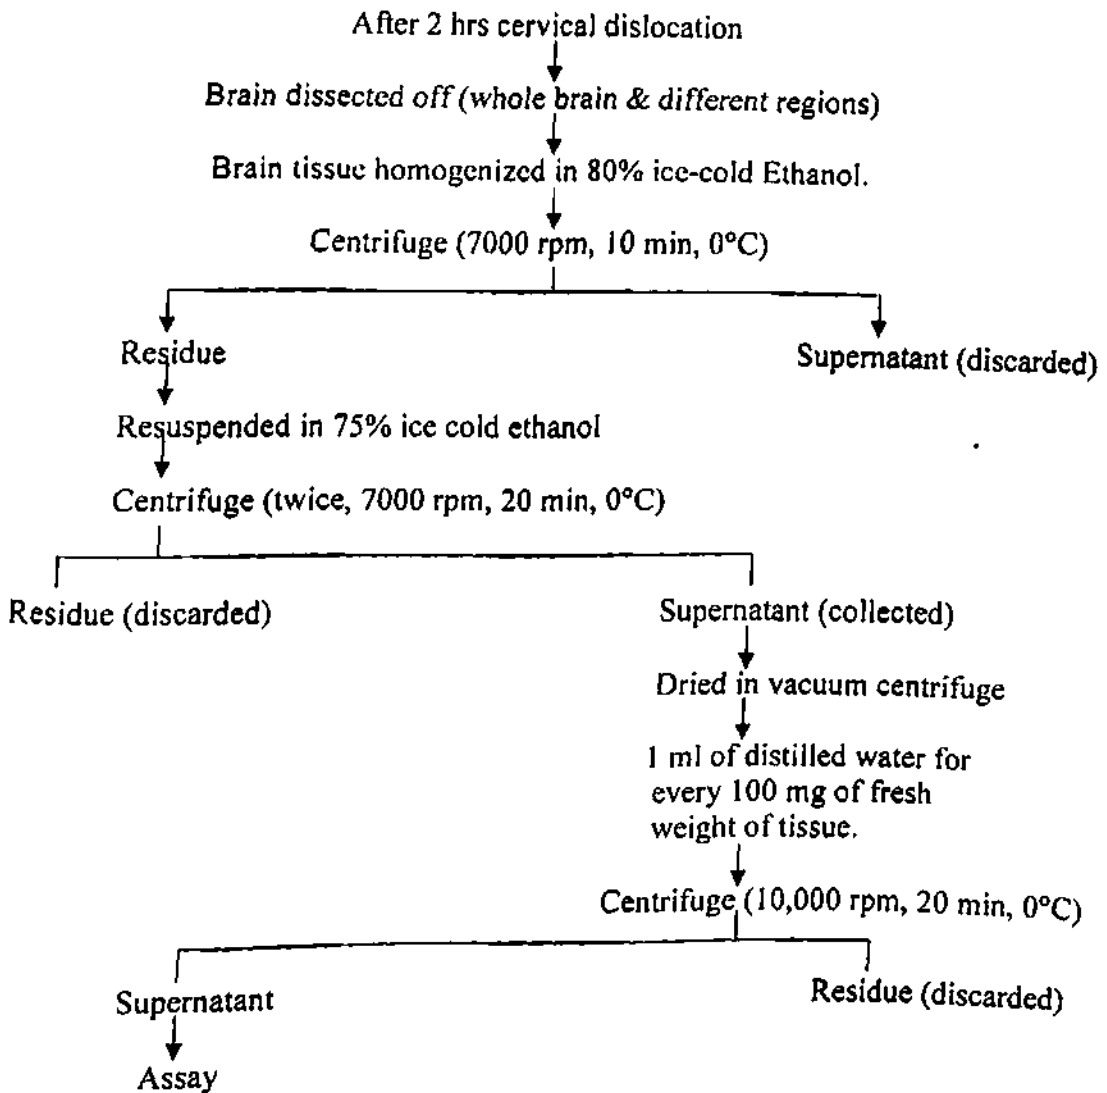 After 2 hrs cervical dislocation
Brain dissected off (whole brain & different regions)
Brain tissue homogenized in 80% ice-cold Ethanol.
Centrifuge (7000 rpm, 10 min, 0°C)
Residue
Supernatant (discarded)
Resuspended in 75% ice cold ethanol
Centrifuge (twice, 7000 rpm, 20 min, 0°C)
Residue (discarded)
Supernatant (collected)
Dried in vacuum centrifuge
1 ml of distilled water for
every 100 mg of fresh
weight of tissue.
Centrifuge (10,000 rpm, 20 min, 0°C)
Supernatant
Residue (discarded)
Assay